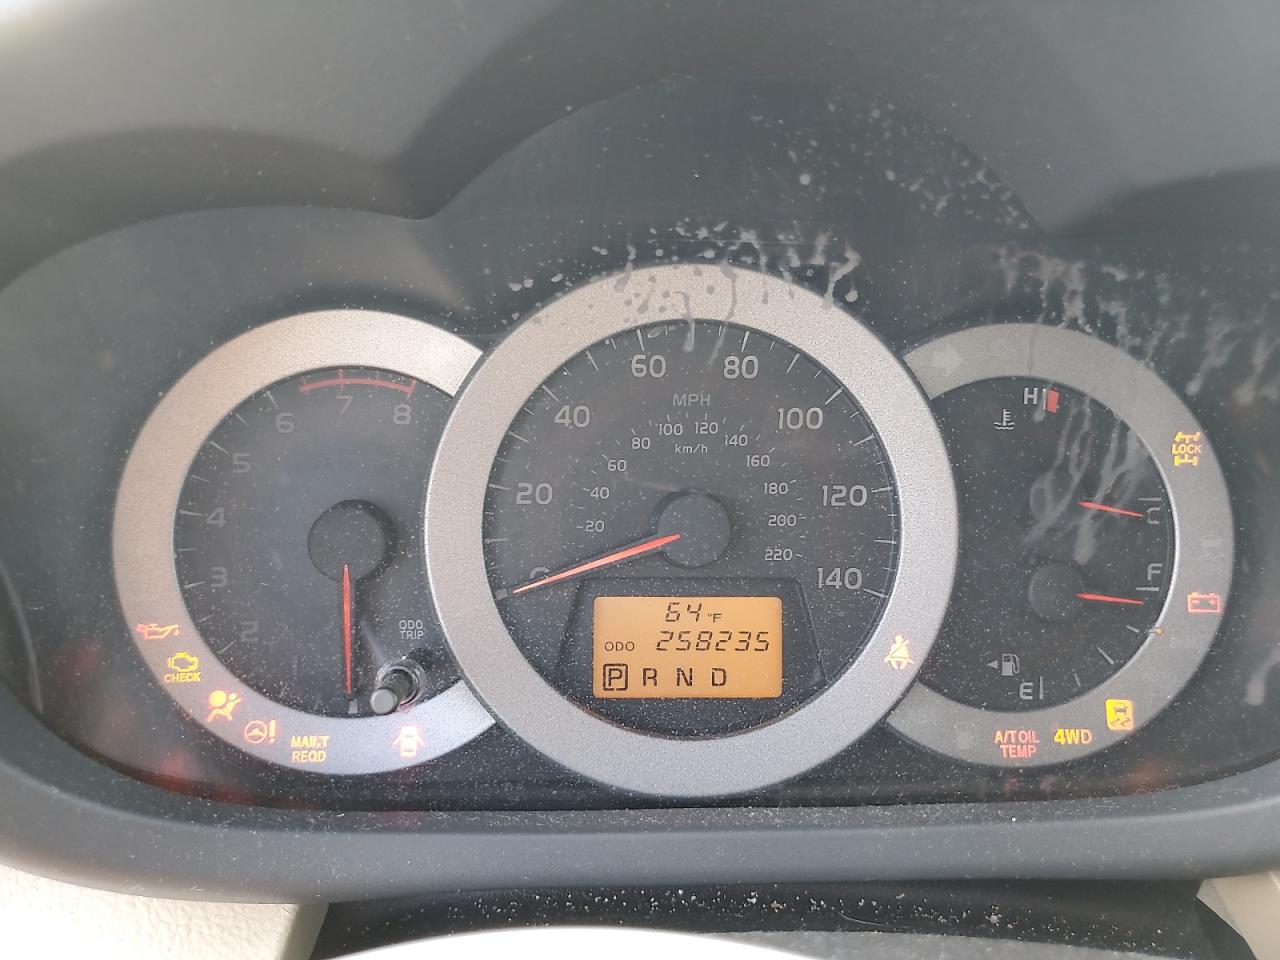 8
7
6
5
4
3
2
ODO
TRIP
CHECK
MAINT
REQD
MPH
km/h
20
40
60
80
100
120
140
20
40
60
80
100
120
140
160
180
200
220
64°F
ODO 258235
P R N D
H
C
F
E
LOCK
A/T OIL
TEMP
4WD